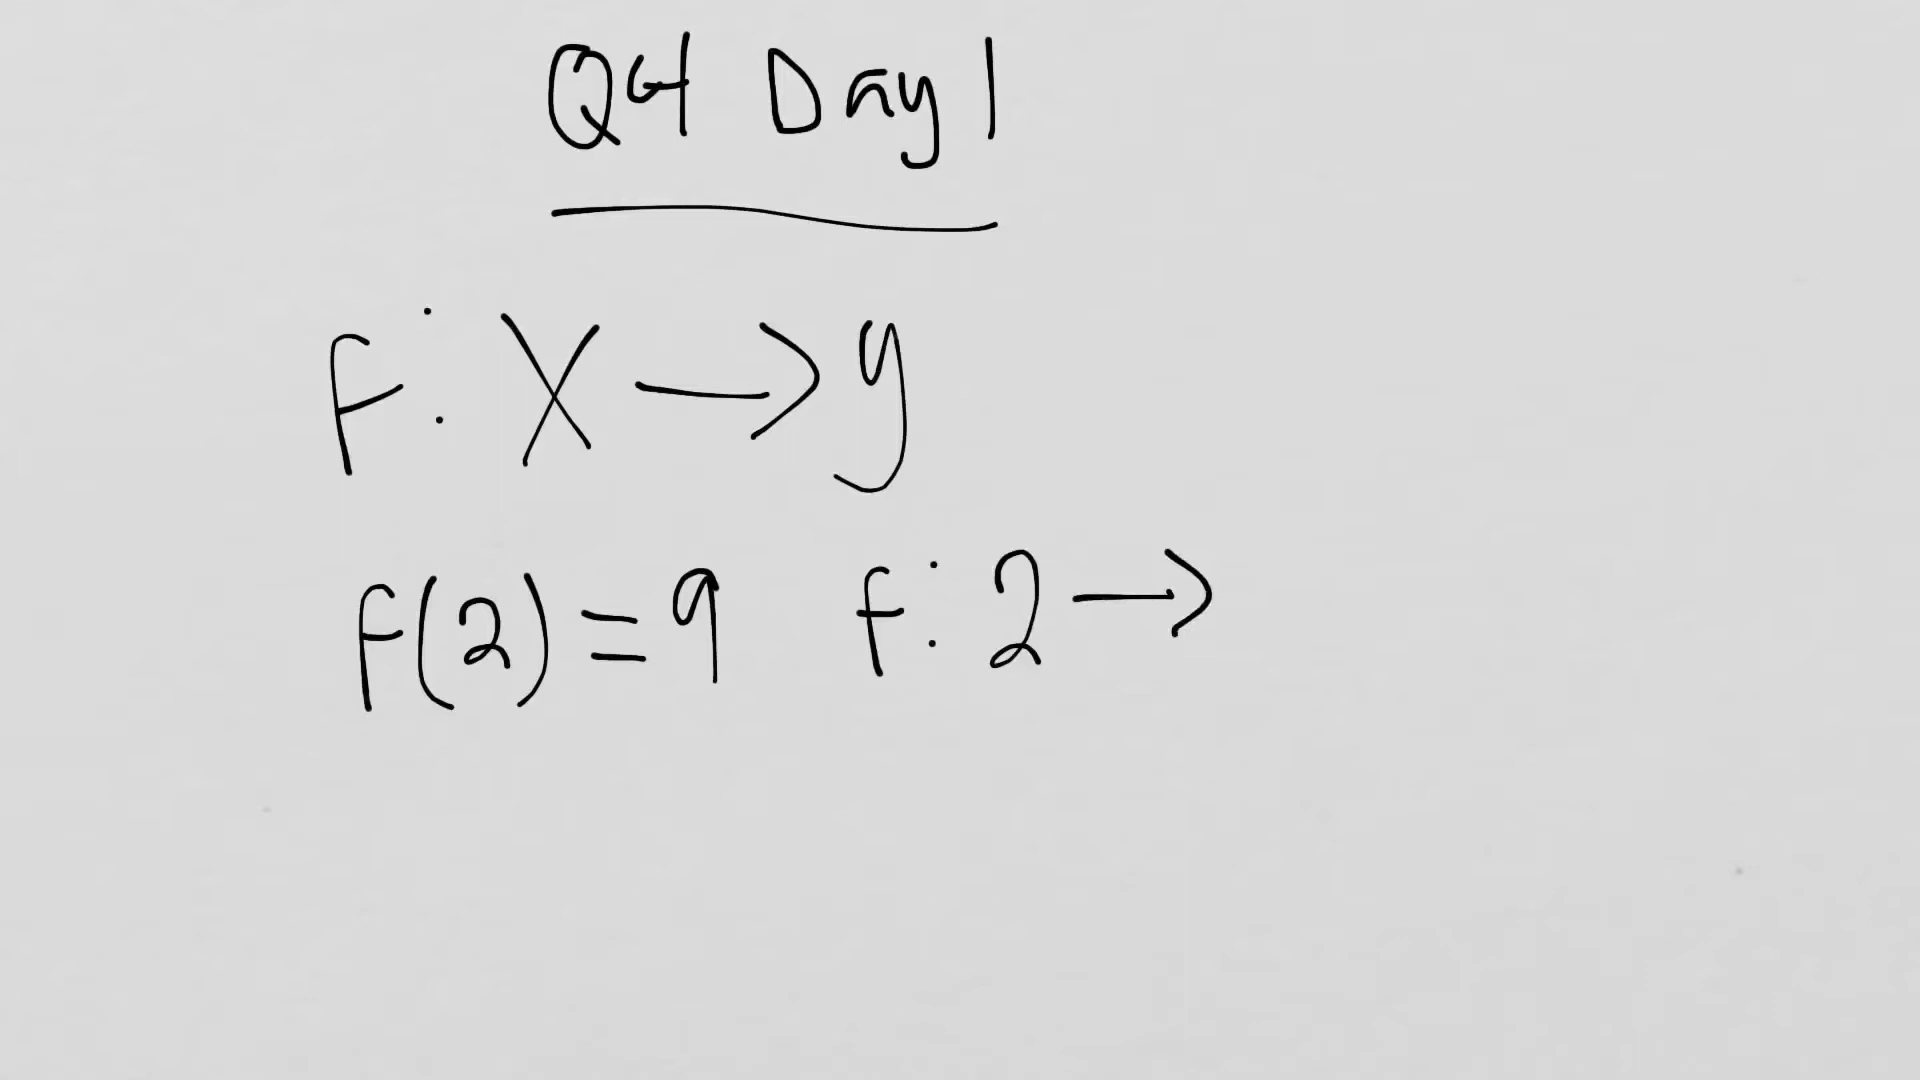 Q4 Day 1
f: x → y
f(2) = 9 f: 2 →